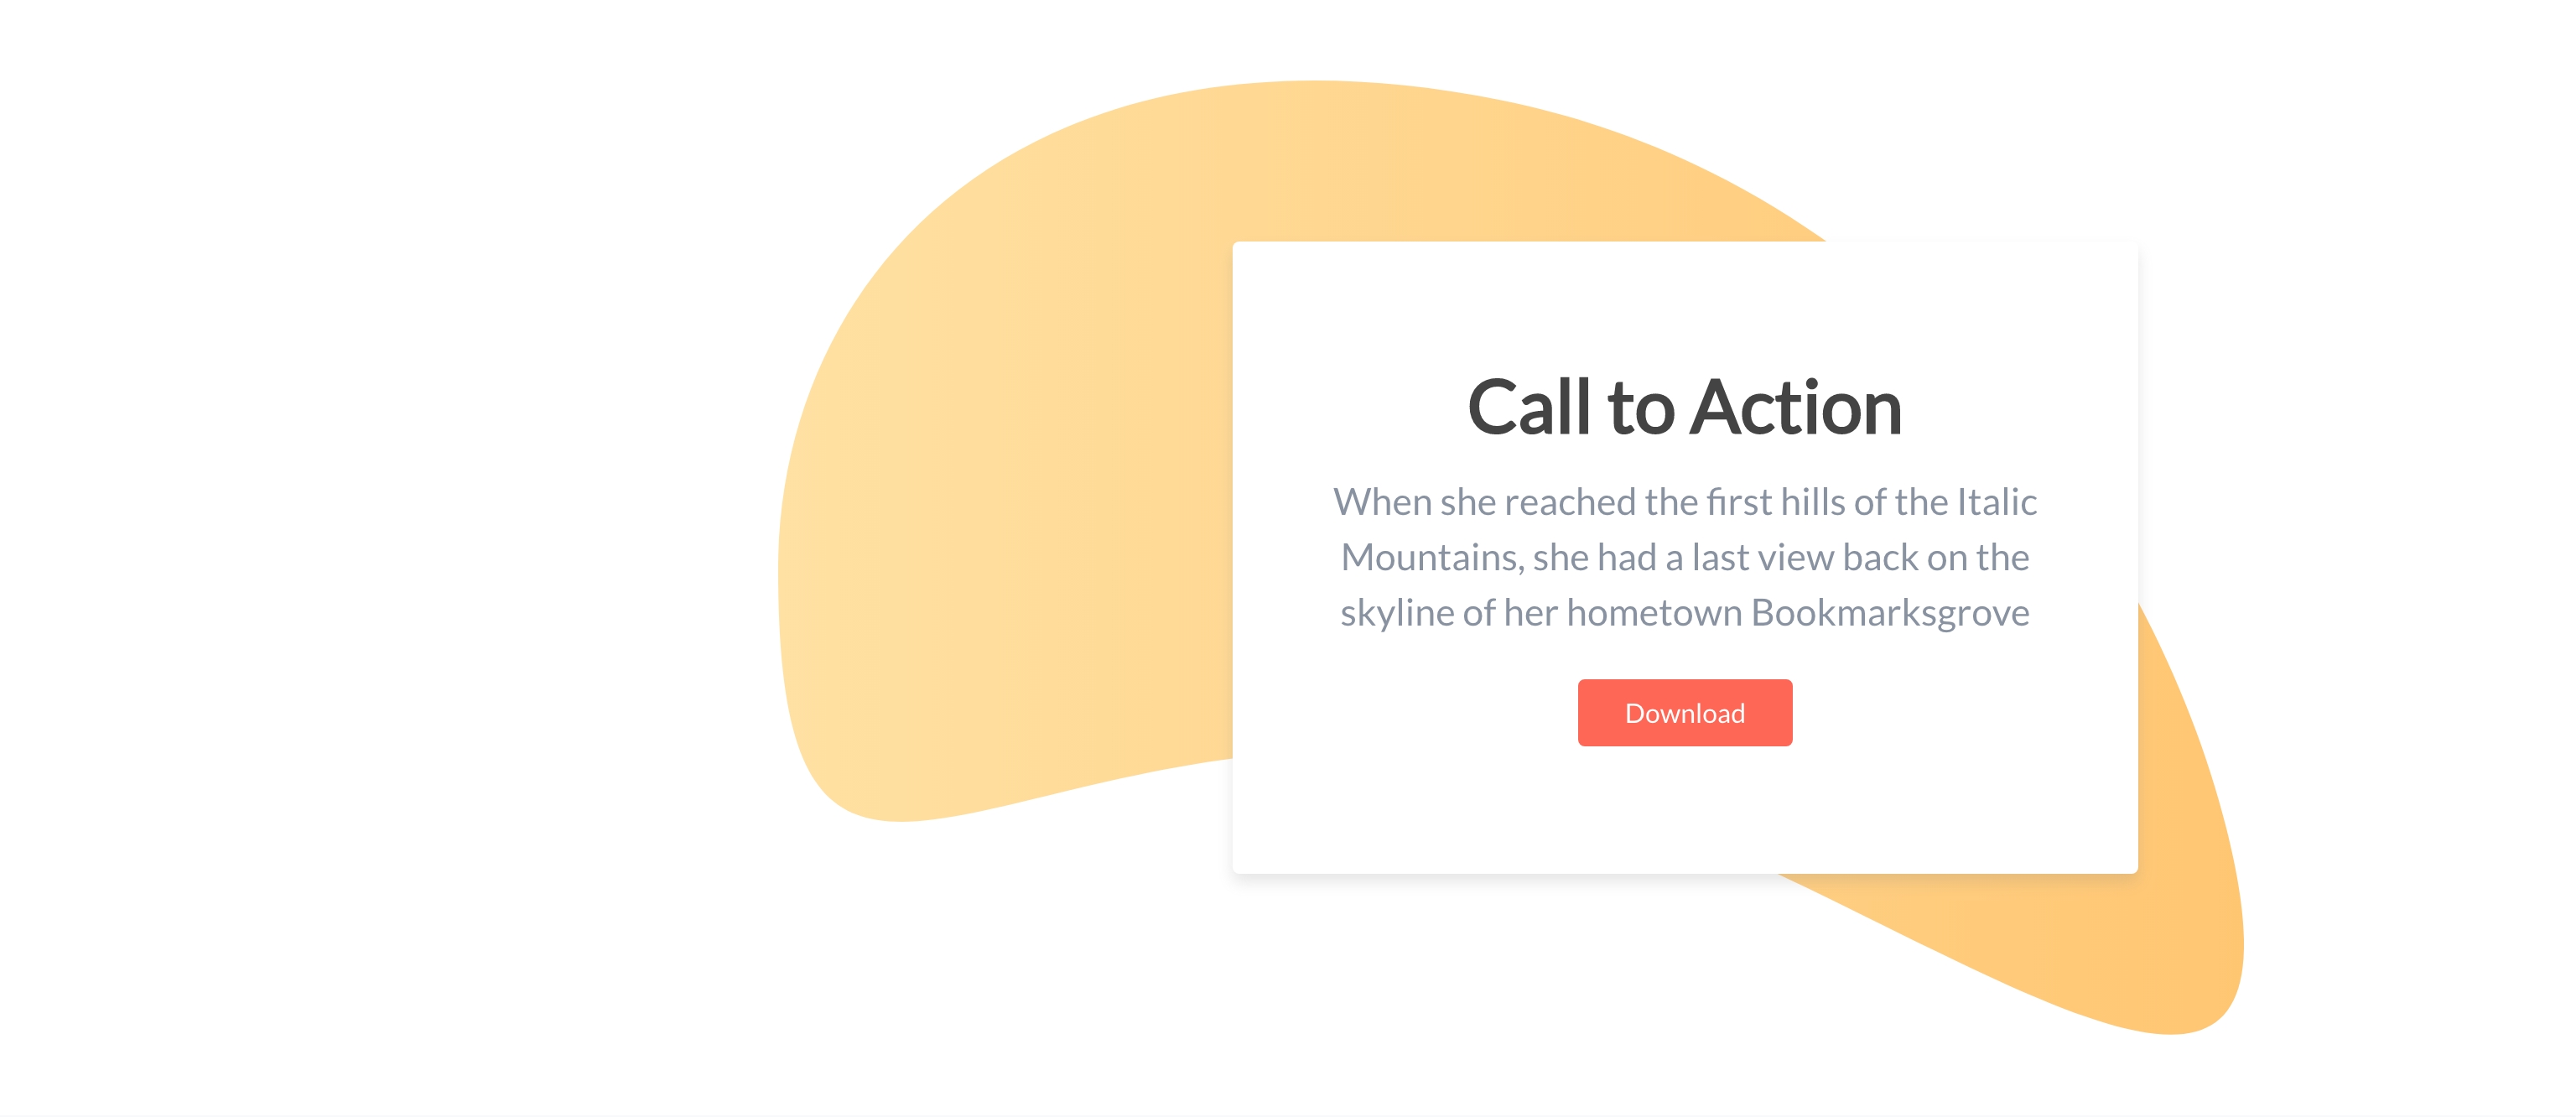 Call to Action
When she reached the first hills of the Italic
Mountains, she had a last view back on the
skyline of her hometown Bookmarksgrove
Download